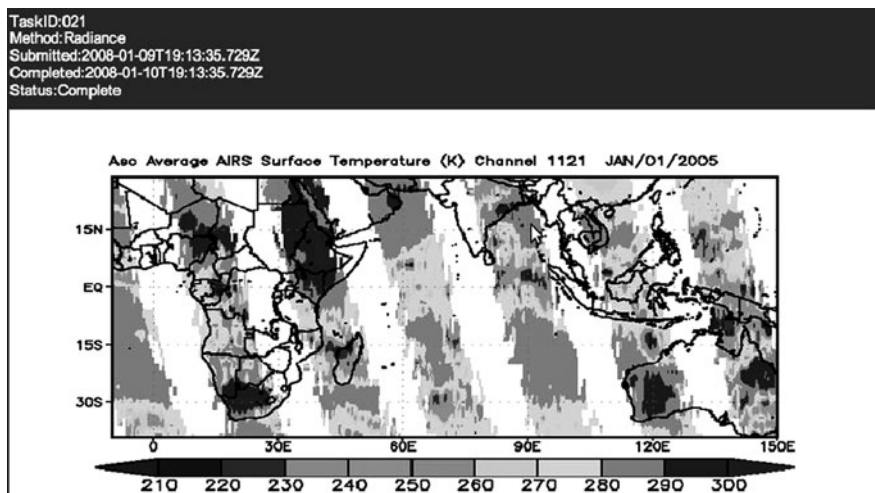 TaskID:021
Method:Radiance
Submitted:2008-01-09T19:13:35.729Z
Completed:2008-01-10T19:13:35.729Z
Status:Complete
Asc Average AIRS Surface Temperature (K) Channel 1121 JAN/01/2005
15N
EQ
15S
30S
0 30E 60E 90E 120E 150E
210 220 230 240 250 260 270 280 290 300